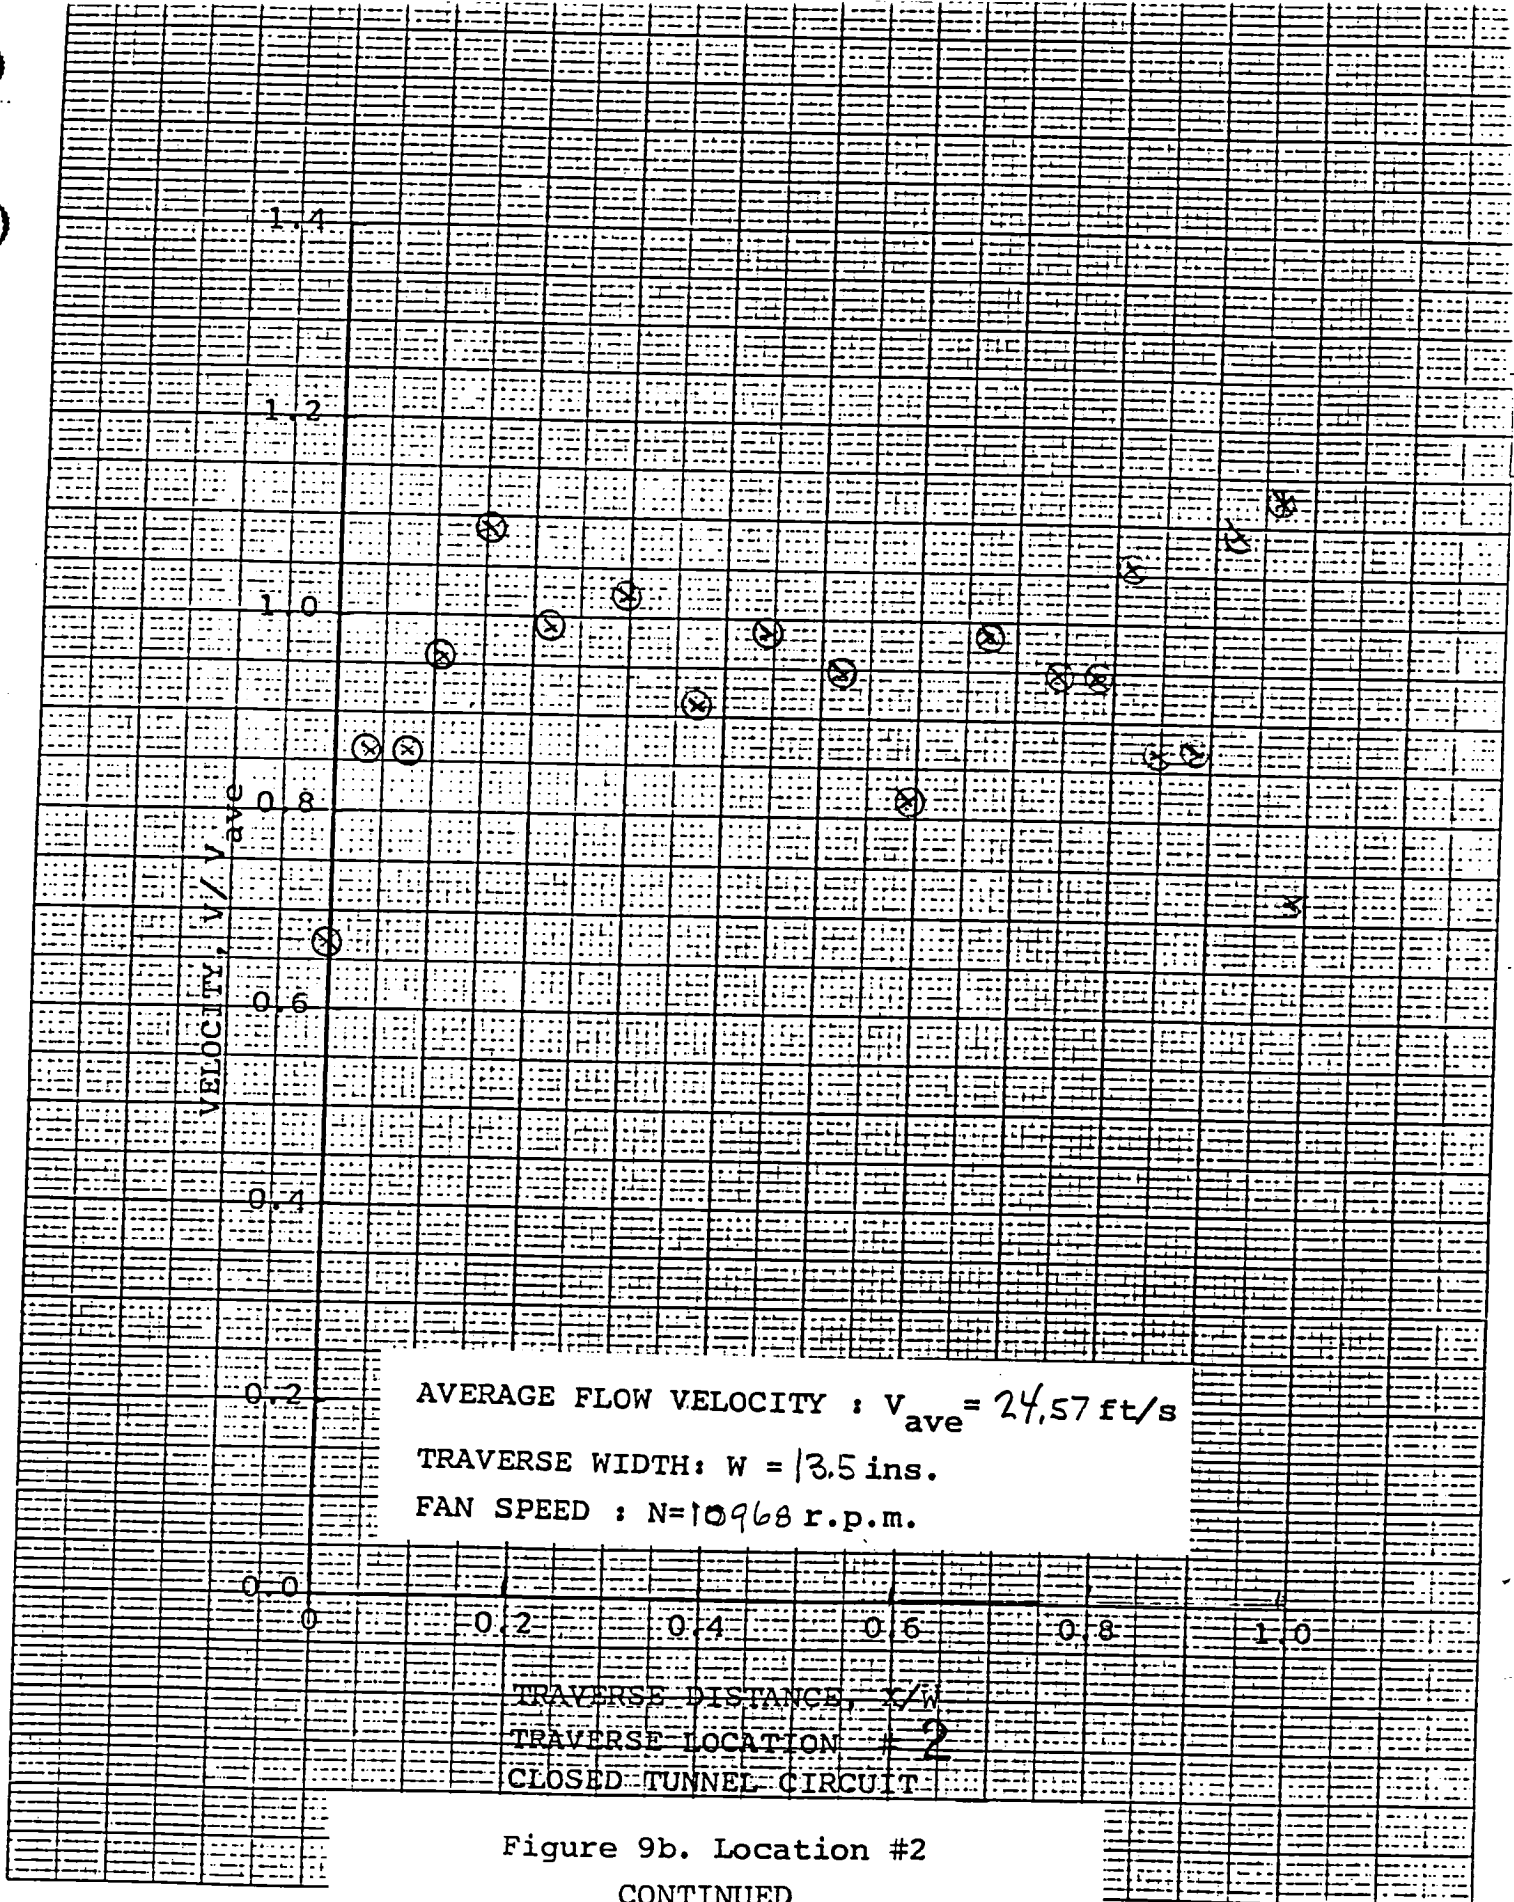 1.4
1.2
1.0
0.8
0.6
0.4
0.2
0.0
VELOCITY, V/Vave
AVERAGE FLOW VELOCITY : Vave= 24.57 ft/s
TRAVERSE WIDTH: W = 13.5 ins.
FAN SPEED : N=10968 r.p.m.
0 0.2 0.4 0.6 0.8 1.0
TRAVERSE DISTANCE, X/W
TRAVERSE LOCATION # 2
CLOSED TUNNEL CIRCUIT
Figure 9b. Location #2
CONTINUED